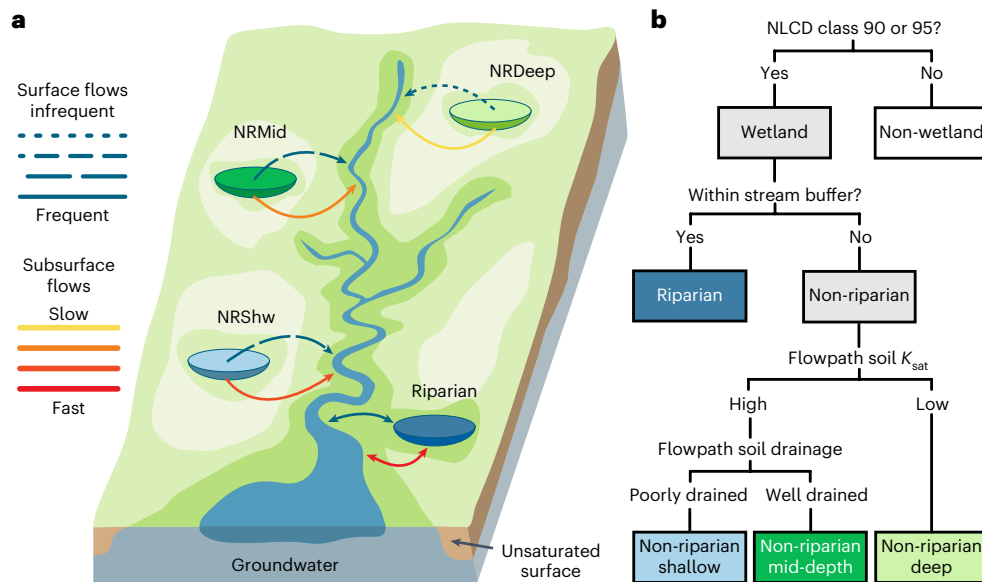 a
Surface flows
infrequent
Frequent
Subsurface
flows
Slow
Fast
NRDeep
NRMid
NRShw
Riparian
Groundwater
Unsaturated
surface
b
NLCD class 90 or 95?
Yes
No
Wetland
Non-wetland
Within stream buffer?
Yes
No
Riparian
Non-riparian
Flowpath soil Ksat
High
Low
Flowpath soil drainage
Poorly drained
Well drained
Non-riparian
shallow
Non-riparian
mid-depth
Non-riparian
deep